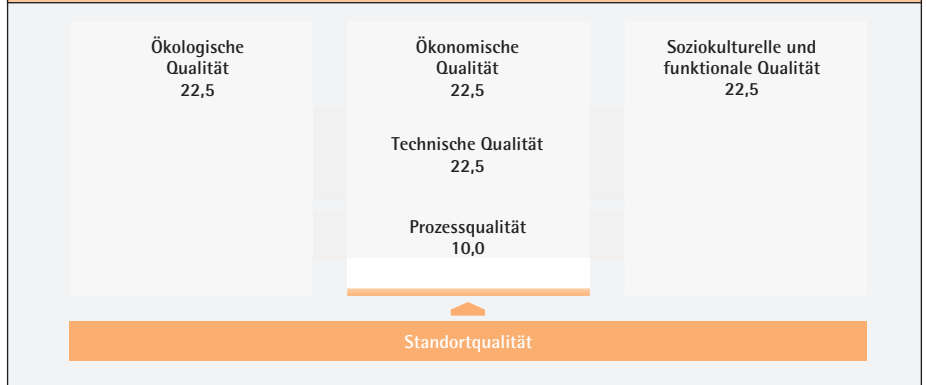 Ökologische
Qualität
22,5
Ökonomische
Qualität
22,5
Soziokulturelle und
funktionale Qualität
22,5
Technische Qualität
22,5
Prozessqualität
10,0
Standortqualität